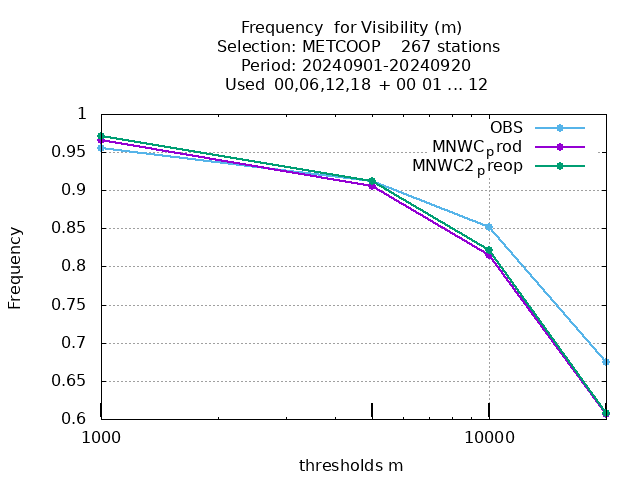 Frequency  for Visibility (m)
Selection: METCOOP    267 stations
Period: 20240901-20240920
Used  00,06,12,18  + 00 01 ... 12
OBS
MNWCprod
MNWC2preop
1
0.95
0.9
0.85
0.8
0.75
0.7
0.65
0.6
Frequency
1000
10000
thresholds m